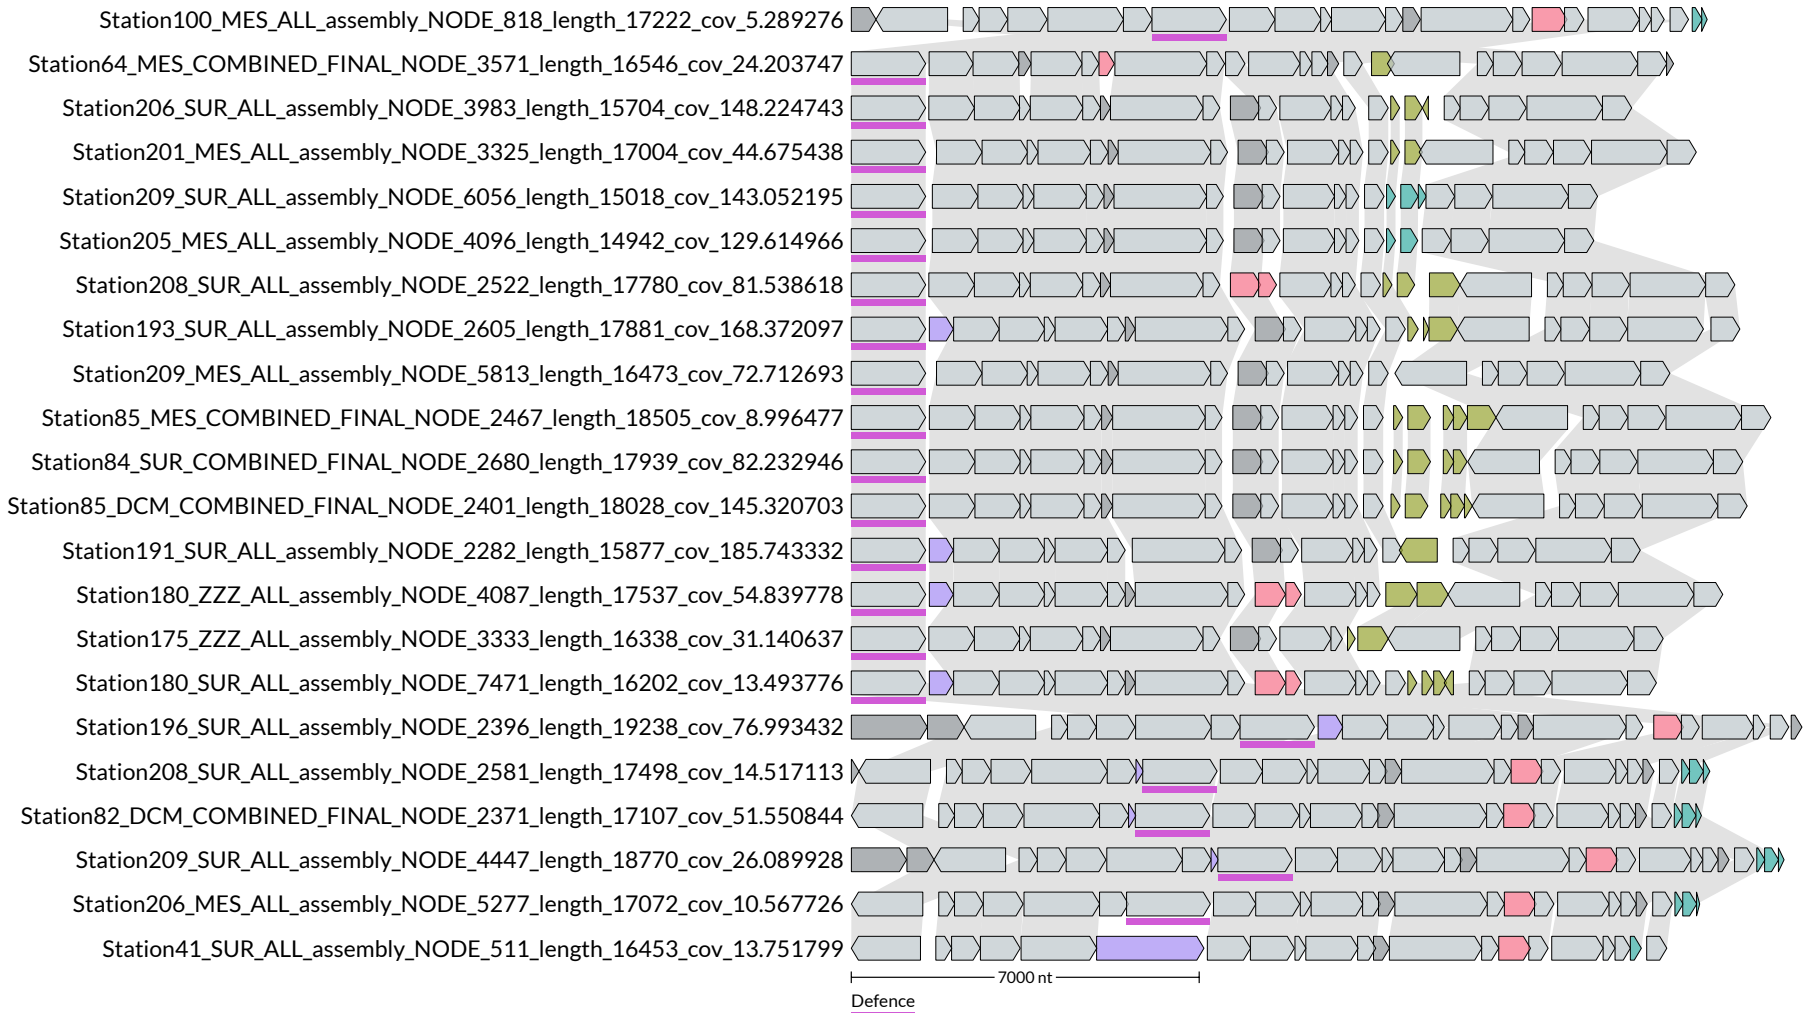 Station100_MES_ALL_assembly_NODE_818_length_17222_cov_5.289276
Station64_MES_COMBINED_FINAL_NODE_3571_length_16546_cov_24.203747
Station206_SUR_ALL_assembly_NODE_3983_length_15704_cov_148.224743
Station201_MES_ALL_assembly_NODE_3325_length_17004_cov_44.675438
Station209_SUR_ALL_assembly_NODE_6056_length_15018_cov_143.052195
Station205_MES_ALL_assembly_NODE_4096_length_14942_cov_129.614966
Station208_SUR_ALL_assembly_NODE_2522_length_17780_cov_81.538618
Station193_SUR_ALL_assembly_NODE_2605_length_17881_cov_168.372097
Station209_MES_ALL_assembly_NODE_5813_length_16473_cov_72.712693
Station85_MES_COMBINED_FINAL_NODE_2467_length_18505_cov_8.996477
Station84_SUR_COMBINED_FINAL_NODE_2680_length_17939_cov_82.232946
Station85_DCM_COMBINED_FINAL_NODE_2401_length_18028_cov_145.320703
Station191_SUR_ALL_assembly_NODE_2282_length_15877_cov_185.743332
Station180_ZZZ_ALL_assembly_NODE_4087_length_17537_cov_54.839778
Station175_ZZZ_ALL_assembly_NODE_3333_length_16338_cov_31.140637
Station180_SUR_ALL_assembly_NODE_7471_length_16202_cov_13.493776
Station196_SUR_ALL_assembly_NODE_2396_length_19238_cov_76.993432
Station208_SUR_ALL_assembly_NODE_2581_length_17498_cov_14.517113
Station82_DCM_COMBINED_FINAL_NODE_2371_length_17107_cov_51.550844
Station209_SUR_ALL_assembly_NODE_4447_length_18770_cov_26.089928
Station206_MES_ALL_assembly_NODE_5277_length_17072_cov_10.567726
Station41_SUR_ALL_assembly_NODE_511_length_16453_cov_13.751799
7000 nt
Defence